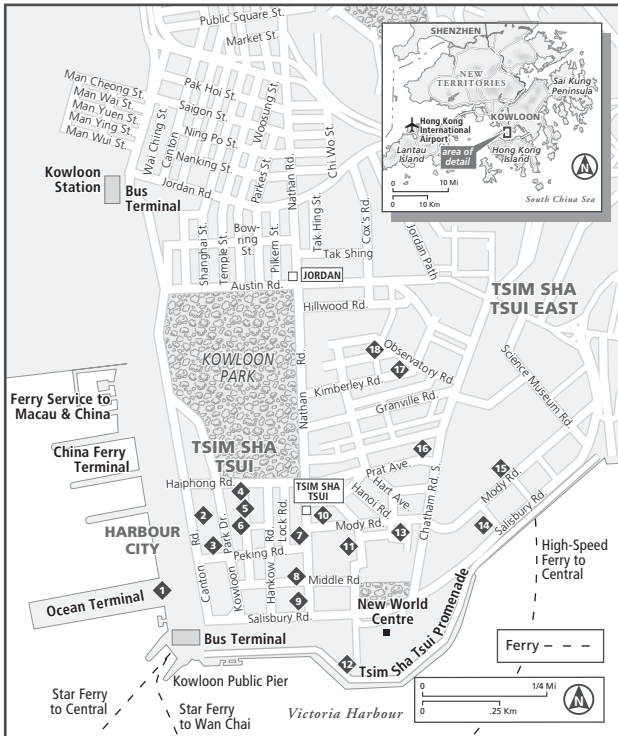 Public Square St.
Market St.
Man Cheong St.
Man Wai St.
Man Yuen St.
Man Ying St.
Man Wui St.
Wai Ching St.
Canton
Pak Hoi St.
Saigon St.
Ning Po St.
Nanking St.
Woosung St.
Parkes St.
Nathan Rd.
Chi Wo St.
Jordan Rd
Kowloon
Station
Bus
Terminal
Shanghai St.
Temple St.
Bow-
ring
St.
Pilkem St.
Tak Hing St.
Cox's Rd.
Tak Shing
Jordan Path
JORDAN
Austin Rd.
Hillwood Rd.
SHENZHEN
NEW
TERRITORIES
Sai Kung
Peninsula
KOWLOON
Hong Kong
International
Airport
Lantau
Island
area of
detail
Hong Kong
Island
0 10 Mi
0 10 Km
N
South China Sea
TSIM SHA
TSUI EAST
KOWLOON
PARK
Nathan Rd.
18
Observatory Rd.
17
Kimberley Rd.
Granville Rd.
Science Museum Rd.
Ferry Service to
Macau & China
China Ferry
Terminal
TSIM SHA
TSUI
16
Prat Ave.
Hart Ave.
Hanoi Rd.
Chatham Rd. S.
15
Mody Rd.
Salisbury Rd.
14
Haiphong Rd.
TSIM SHA
TSUI
4
5
6
2
3
Park Dr.
Kowloon
Lock Rd.
Hankow
10
7
Mody Rd.
13
11
HARBOUR
CITY
Canton
Rd.
Peking Rd.
8
Middle Rd.
9
High-Speed
Ferry to
Central
1
Ocean Terminal
Salisbury Rd.
New World
Centre
Bus Terminal
12
Tsim Sha Tsui Promenade
Ferry
Kowloon Public Pier
Star Ferry
to Central
Star Ferry
to Wan Chai
Victoria Harbour
0 1/4 Mi
0 .25 Km
N